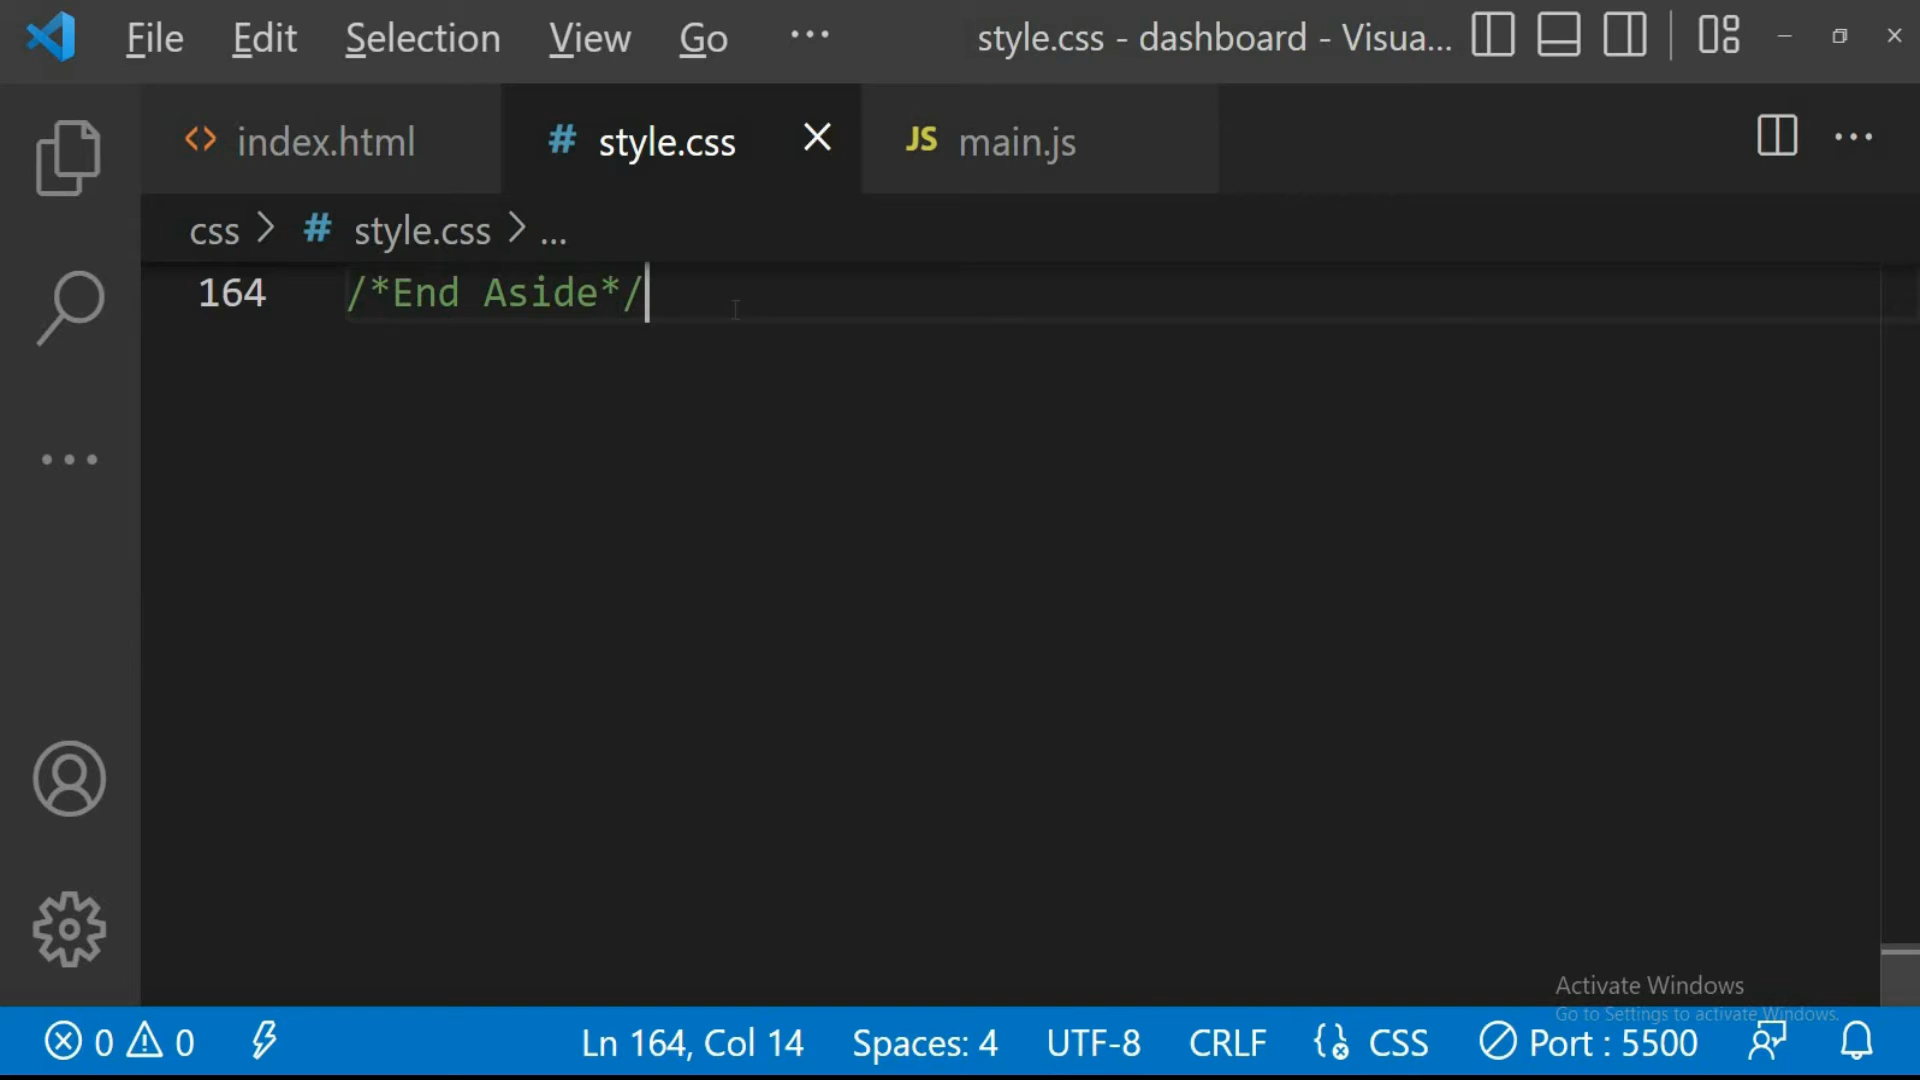 File Edit Selection View Go ··· style.css - dashboard - Visua...
index.html # style.css JS main.js
css > # style.css > ...
164 /*End Aside*/
Activate Windows
Go to Settings to activate Windows.
0 0 Ln 164, Col 14 Spaces: 4 UTF-8 CRLF {} CSS Port : 5500